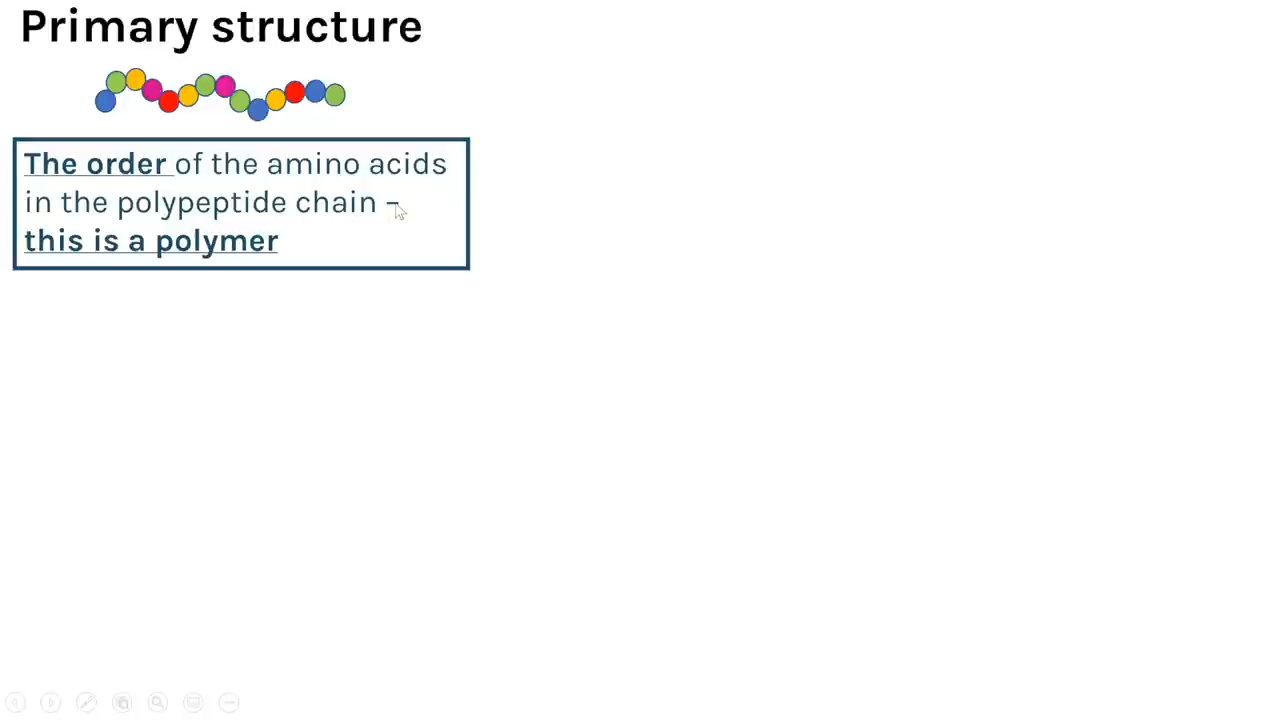 Primary structure
The order of the amino acids
in the polypeptide chain –
this is a polymer